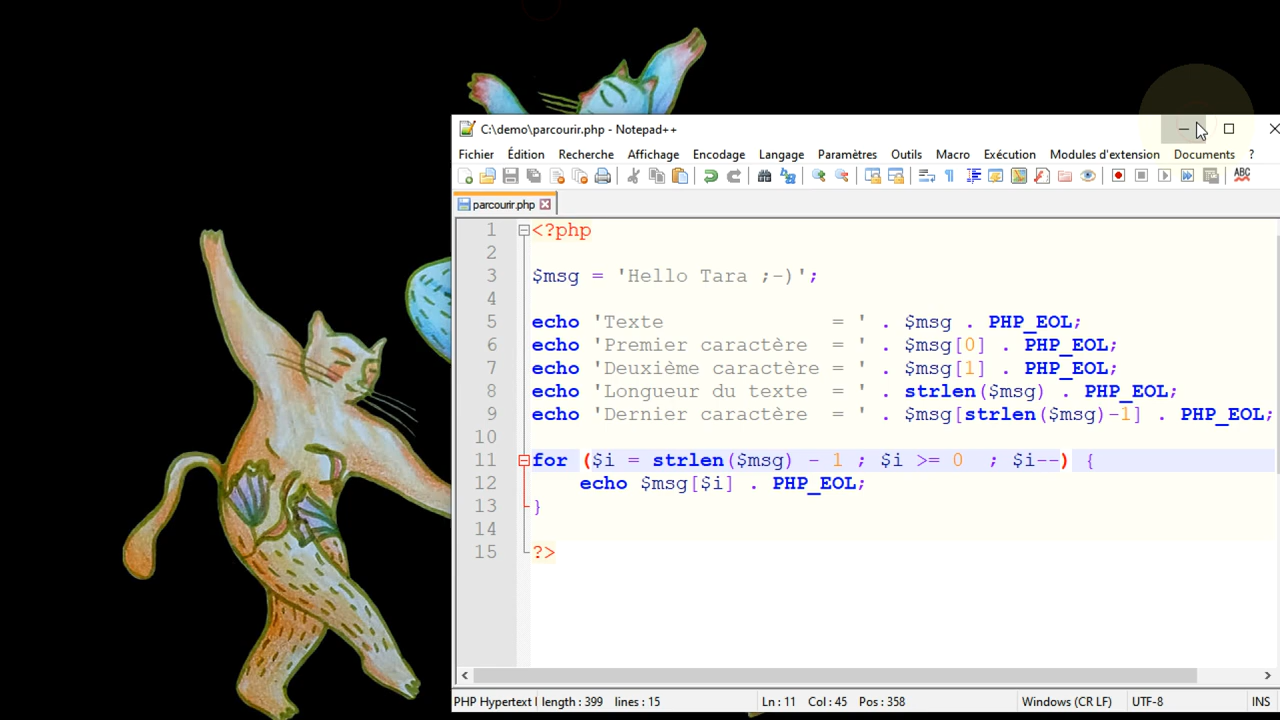 C:\demo\parcourir.php - Notepad++
Fichier Édition Recherche Affichage Encodage Langage Paramètres Outils Macro Exécution Modules d'extension Documents ?
ABC
parcourir.php
1 <?php
2
3 $msg = 'Hello Tara ;-)';
4
5 echo 'Texte              = ' . $msg . PHP_EOL;
6 echo 'Premier caractère  = ' . $msg[0] . PHP_EOL;
7 echo 'Deuxième caractère = ' . $msg[1] . PHP_EOL;
8 echo 'Longueur du texte  = ' . strlen($msg) . PHP_EOL;
9 echo 'Dernier caractère  = ' . $msg[strlen($msg)-1] . PHP_EOL;
10
11 for ($i = strlen($msg) - 1 ; $i >= 0  ; $i--) {
12     echo $msg[$i] . PHP_EOL;
13 }
14
15 ?>
PHP Hypertext length : 399 lines : 15 Ln : 11 Col : 45 Pos : 358 Windows (CR LF) UTF-8 INS